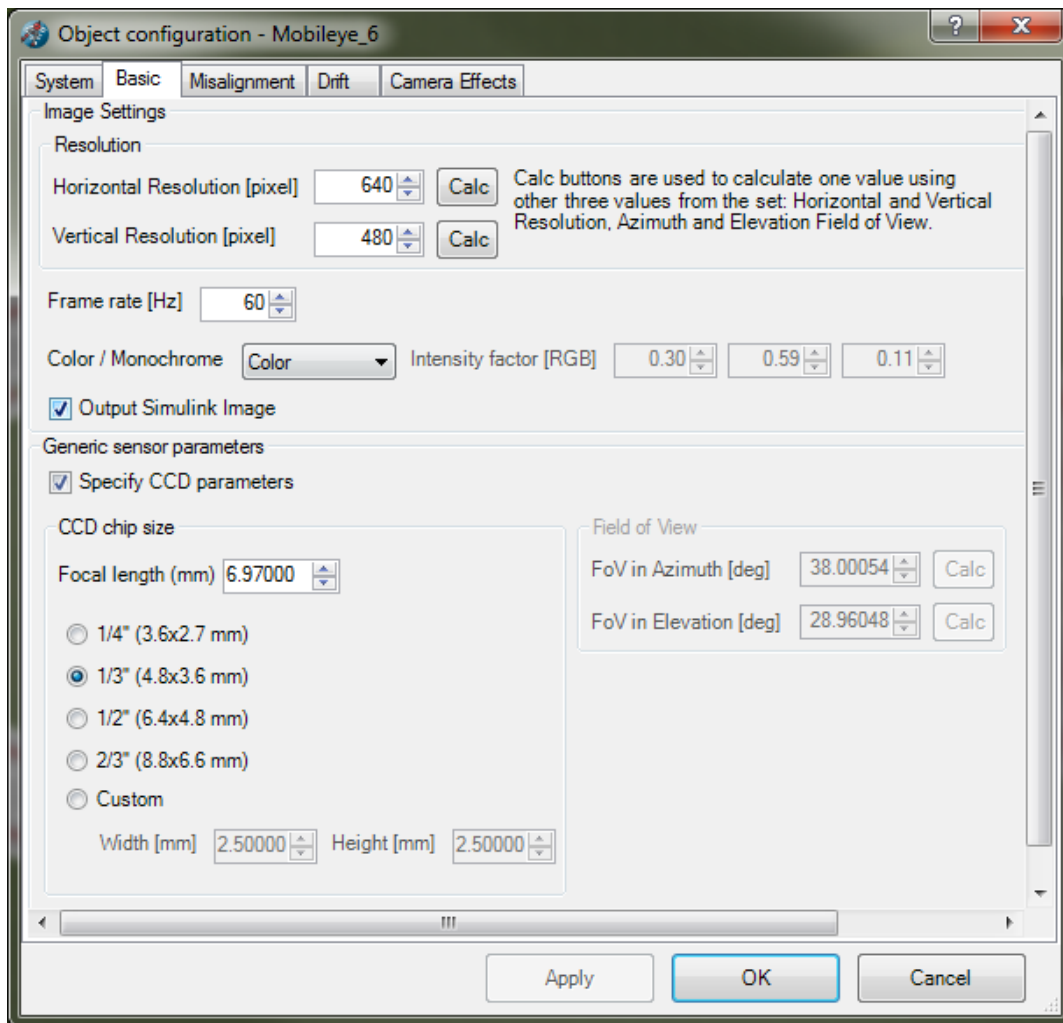 Object configuration - Mobileye_6
? X
System Basic Misalignment Drift Camera Effects
Image Settings
Resolution
Horizontal Resolution [pixel] 640 Calc
Calc buttons are used to calculate one value using
other three values from the set: Horizontal and Vertical
Resolution, Azimuth and Elevation Field of View.
Vertical Resolution [pixel] 480 Calc
Frame rate [Hz] 60
Color / Monochrome Color Intensity factor [RGB] 0.30 0.59 0.11
Output Simulink Image
Generic sensor parameters
Specify CCD parameters
CCD chip size
Focal length (mm) 6.97000
1/4" (3.6x2.7 mm)
1/3" (4.8x3.6 mm)
1/2" (6.4x4.8 mm)
2/3" (8.8x6.6 mm)
Custom
Width [mm] 2.50000 Height [mm] 2.50000
Field of View
FoV in Azimuth [deg] 38.00054 Calc
FoV in Elevation [deg] 28.96048 Calc
Apply OK Cancel